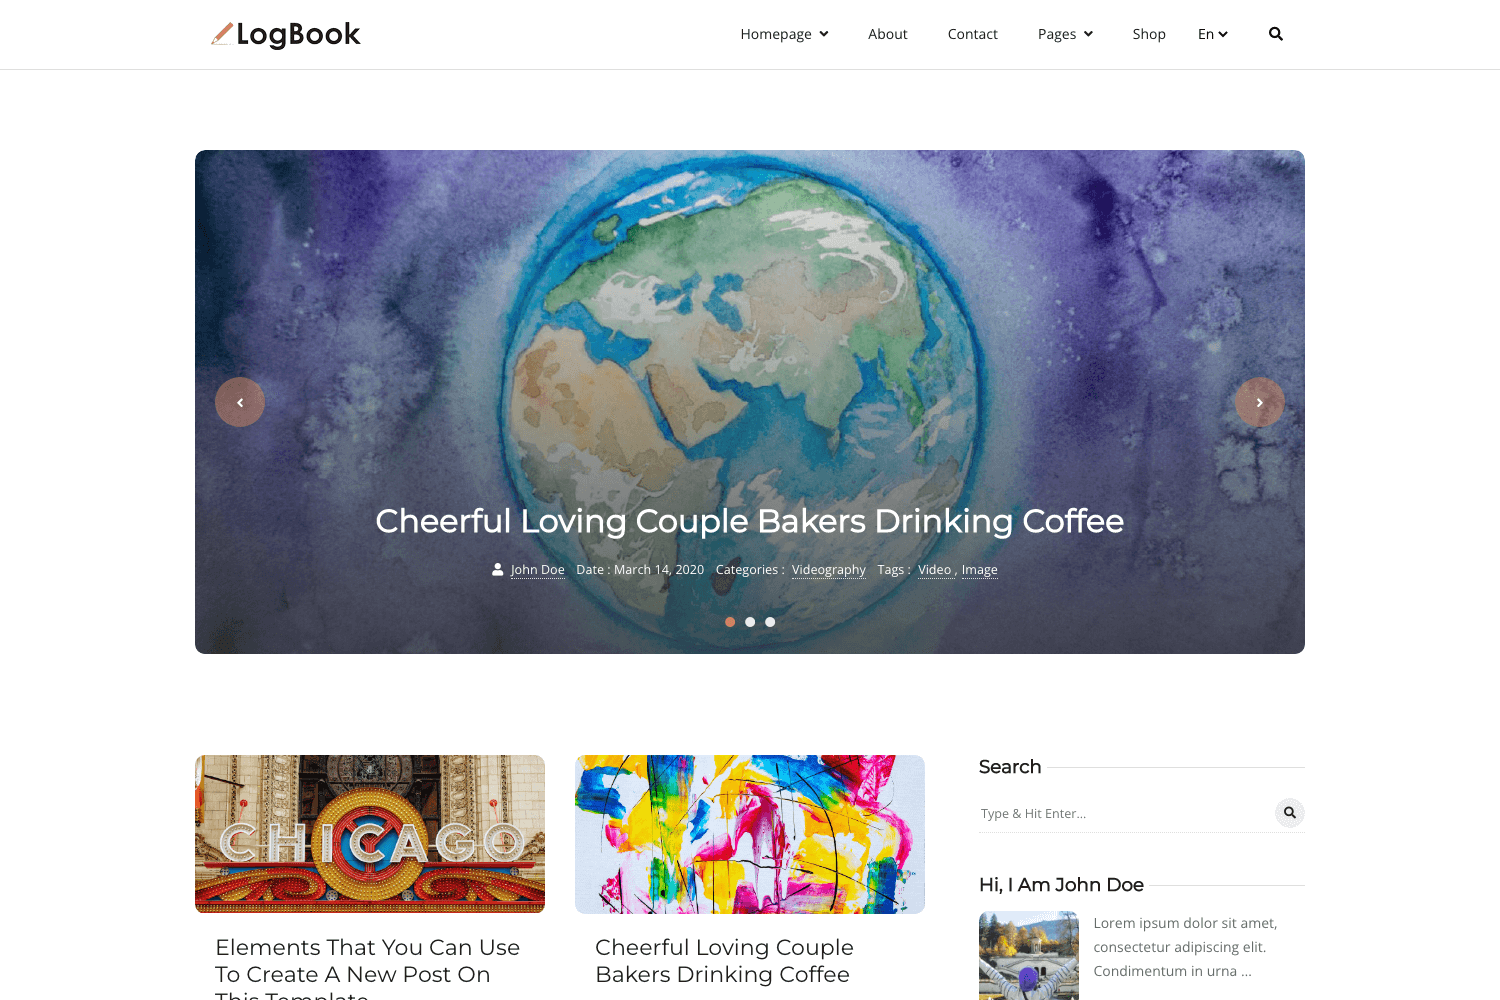 LogBook
Homepage About Contact Pages Shop En
Cheerful Loving Couple Bakers Drinking Coffee
John Doe Date : March 14, 2020 Categories : Videography Tags : Video , Image
CHICAGO
Elements That You Can Use
To Create A New Post On
This Template
Cheerful Loving Couple
Bakers Drinking Coffee
Search
Type & Hit Enter...
Hi, I Am John Doe
Lorem ipsum dolor sit amet,
consectetur adipiscing elit.
Condimentum in urna ...